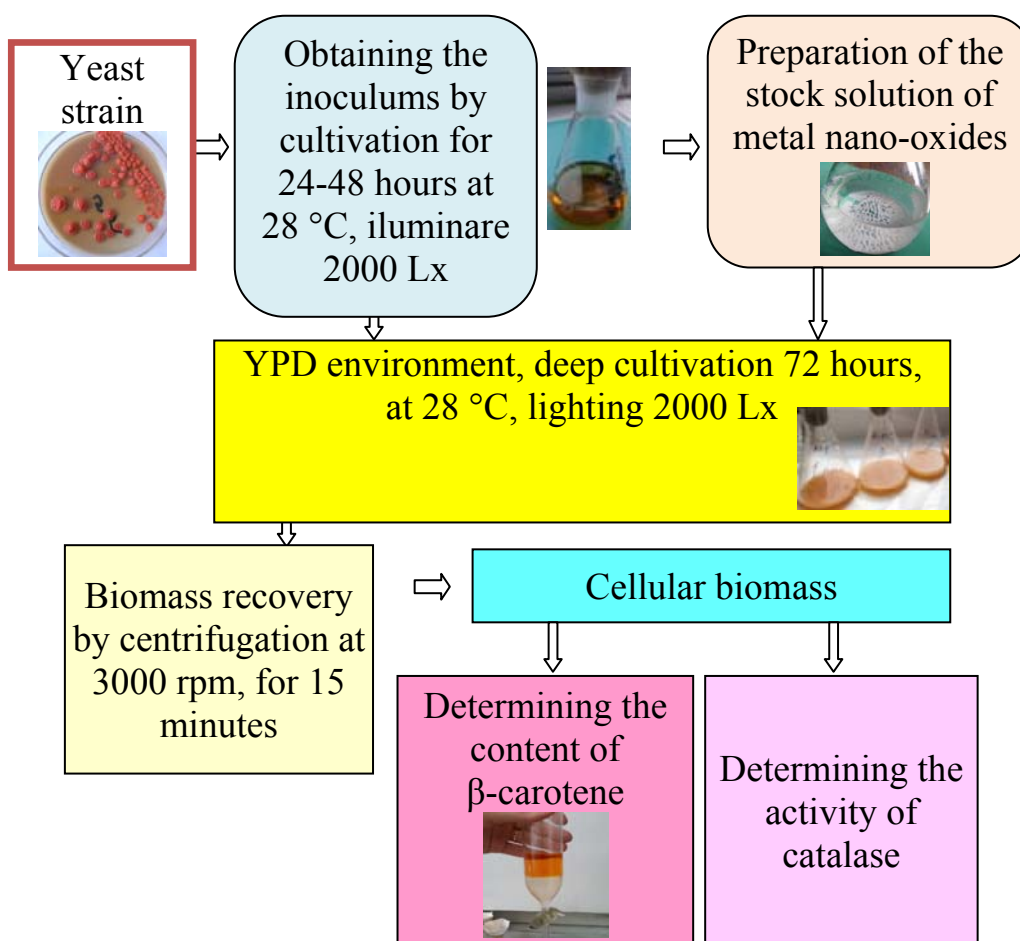 Yeast
strain
Obtaining the
inoculums by
cultivation for
24-48 hours at
28 °C, iluminare
2000 Lx
Preparation of the
stock solution of
metal nano-oxides
YPD environment, deep cultivation 72 hours,
at 28 °C, lighting 2000 Lx
Biomass recovery
by centrifugation at
3000 rpm, for 15
minutes
Cellular biomass
Determining the
content of
β-carotene
Determining the
activity of
catalase